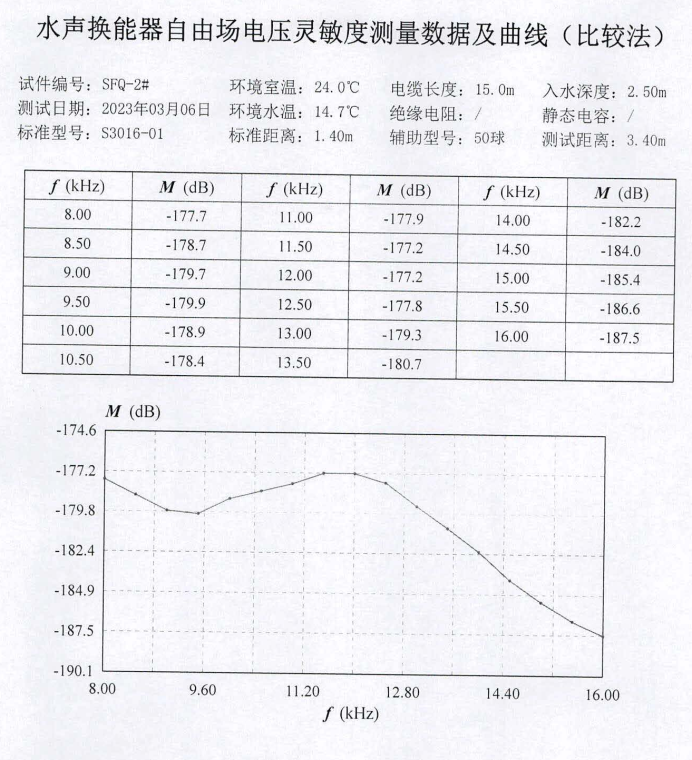 水声换能器自由场电压灵敏度测量数据及曲线（比较法）
试件编号：SFQ-2# 环境室温：24.0℃ 电缆长度：15.0m 入水深度：2.50m
测试日期：2023年03月06日 环境水温：14.7℃ 绝缘电阻：/ 静态电容：/
标准型号：S3016-01 标准距离：1.40m 辅助型号：50球 测试距离：3.40m
f (kHz) M (dB) f (kHz) M (dB) f (kHz) M (dB)
8.00 -177.7 11.00 -177.9 14.00 -182.2
8.50 -178.7 11.50 -177.2 14.50 -184.0
9.00 -179.7 12.00 -177.2 15.00 -185.4
9.50 -179.9 12.50 -177.8 15.50 -186.6
10.00 -178.9 13.00 -179.3 16.00 -187.5
10.50 -178.4 13.50 -180.7
M (dB)
-174.6
-177.2
-179.8
-182.4
-184.9
-187.5
-190.1
8.00 9.60 11.20 12.80 14.40 16.00
f (kHz)